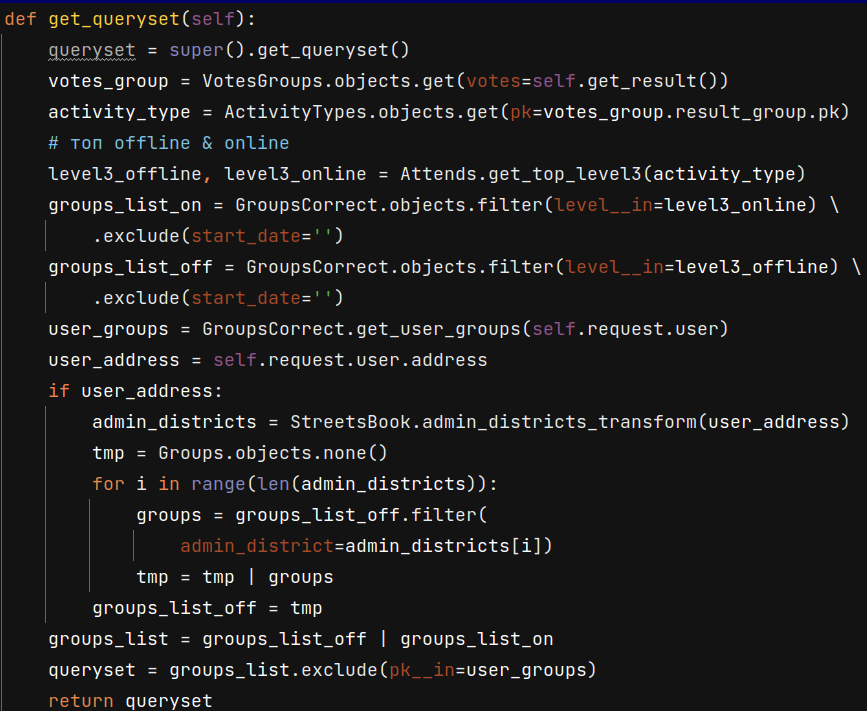 def get_queryset(self):
    queryset = super().get_queryset()
    votes_group = VotesGroups.objects.get(votes=self.get_result())
    activity_type = ActivityTypes.objects.get(pk=votes_group.result_group.pk)
    # топ offline & online
    level3_offline, level3_online = Attends.get_top_level3(activity_type)
    groups_list_on = GroupsCorrect.objects.filter(level__in=level3_online) \
        .exclude(start_date='')
    groups_list_off = GroupsCorrect.objects.filter(level__in=level3_offline) \
        .exclude(start_date='')
    user_groups = GroupsCorrect.get_user_groups(self.request.user)
    user_address = self.request.user.address
    if user_address:
        admin_districts = StreetsBook.admin_districts_transform(user_address)
        tmp = Groups.objects.none()
        for i in range(len(admin_districts)):
            groups = groups_list_off.filter(
                admin_district=admin_districts[i])
            tmp = tmp | groups
        groups_list_off = tmp
    groups_list = groups_list_off | groups_list_on
    queryset = groups_list.exclude(pk__in=user_groups)
    return queryset